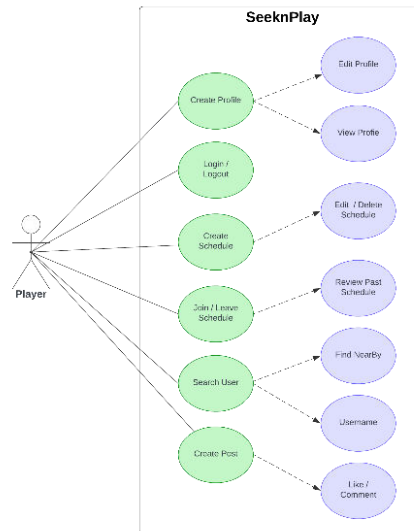 SeeknPlay
Edit Profile
Create Profile
View Profie
Login /
Logout
Edit / Delete
Schedule
Create
Schedule
Player
Review Past
Schedule
Join / Leave
Schedule
Find NearBy
Search User
Username
Create Post
Like /
Comment